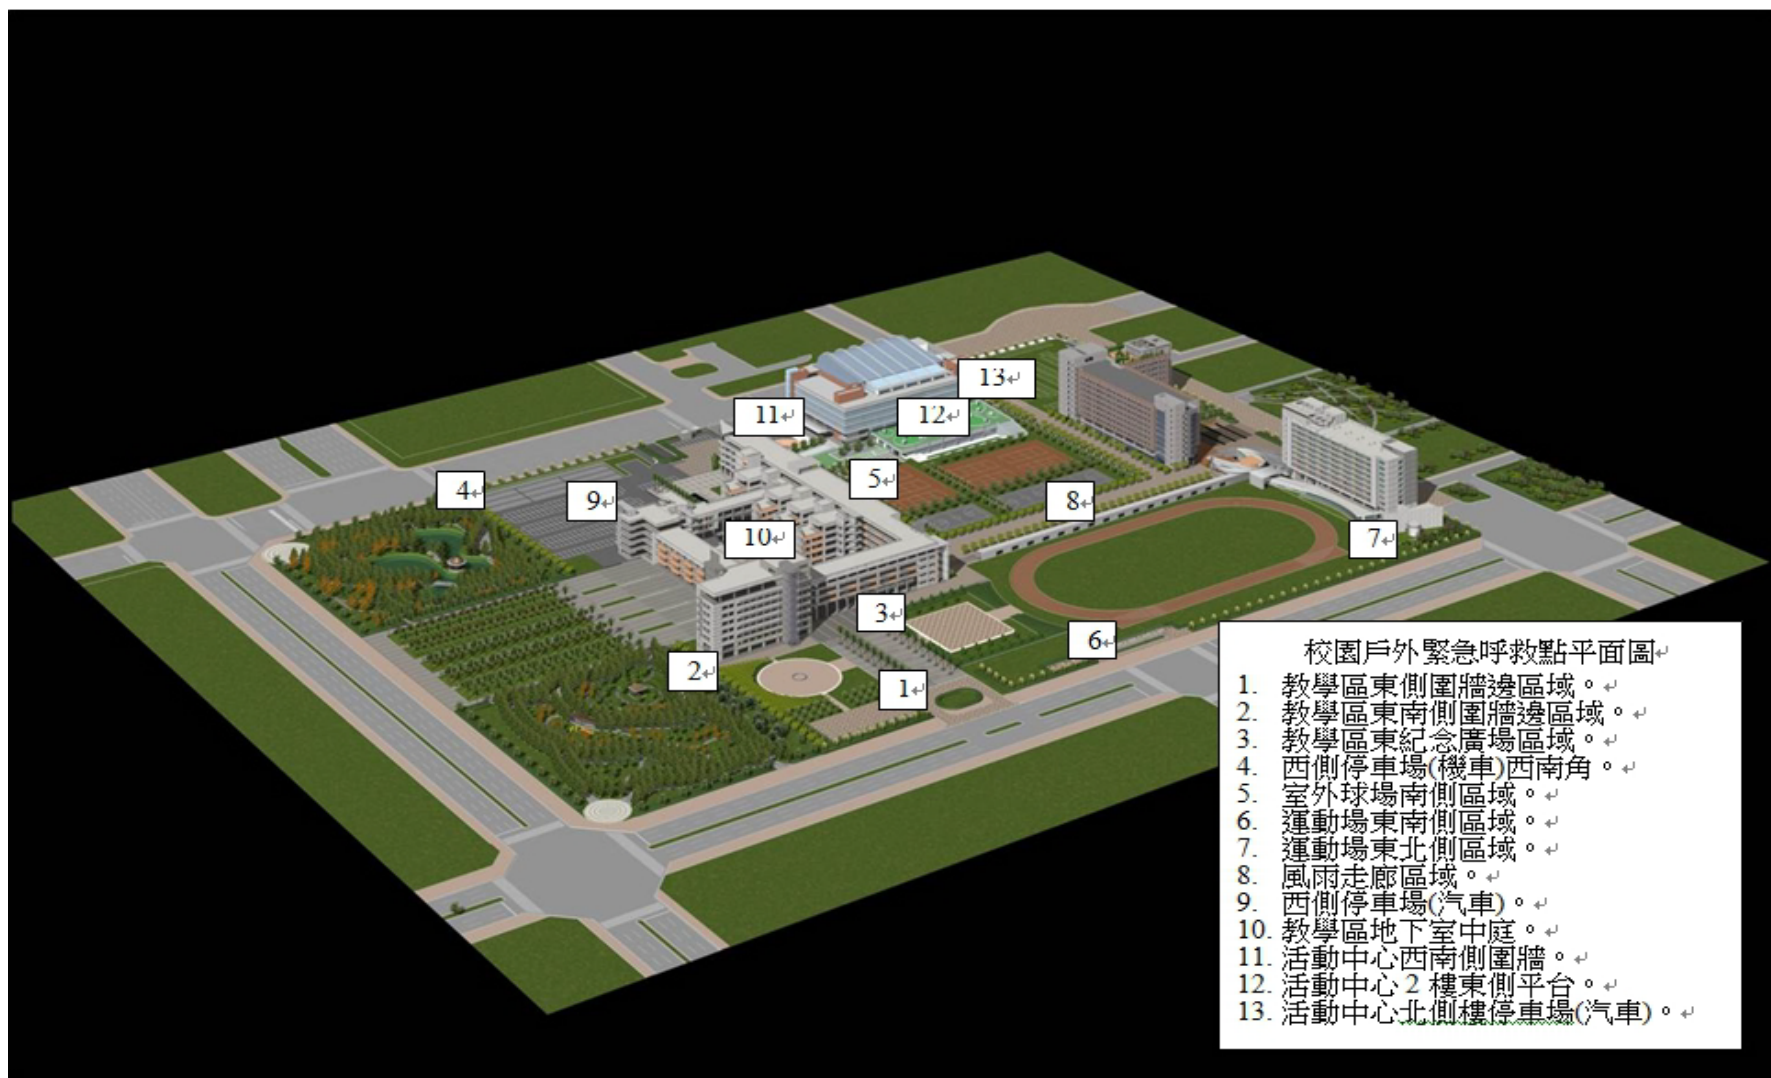 13↵
11↵
12↵
5↵
4↵
9↵
8↵
10↵
7↵
3↵
6↵
2↵
1↵
校園戶外緊急呼救點平面圖↵
1. 教學區東側圍牆邊區域。↵
2. 教學區東南側圍牆邊區域。↵
3. 教學區東紀念廣場區域。↵
4. 西側停車場(機車)西南角。↵
5. 室外球場南側區域。↵
6. 運動場東南側區域。↵
7. 運動場東北側區域。↵
8. 風雨走廊區域。↵
9. 西側停車場(汽車)。↵
10. 教學區地下室中庭。↵
11. 活動中心西南側圍牆。↵
12. 活動中心 2 樓東側平台。↵
13. 活動中心北側樓停車場(汽車)。↵